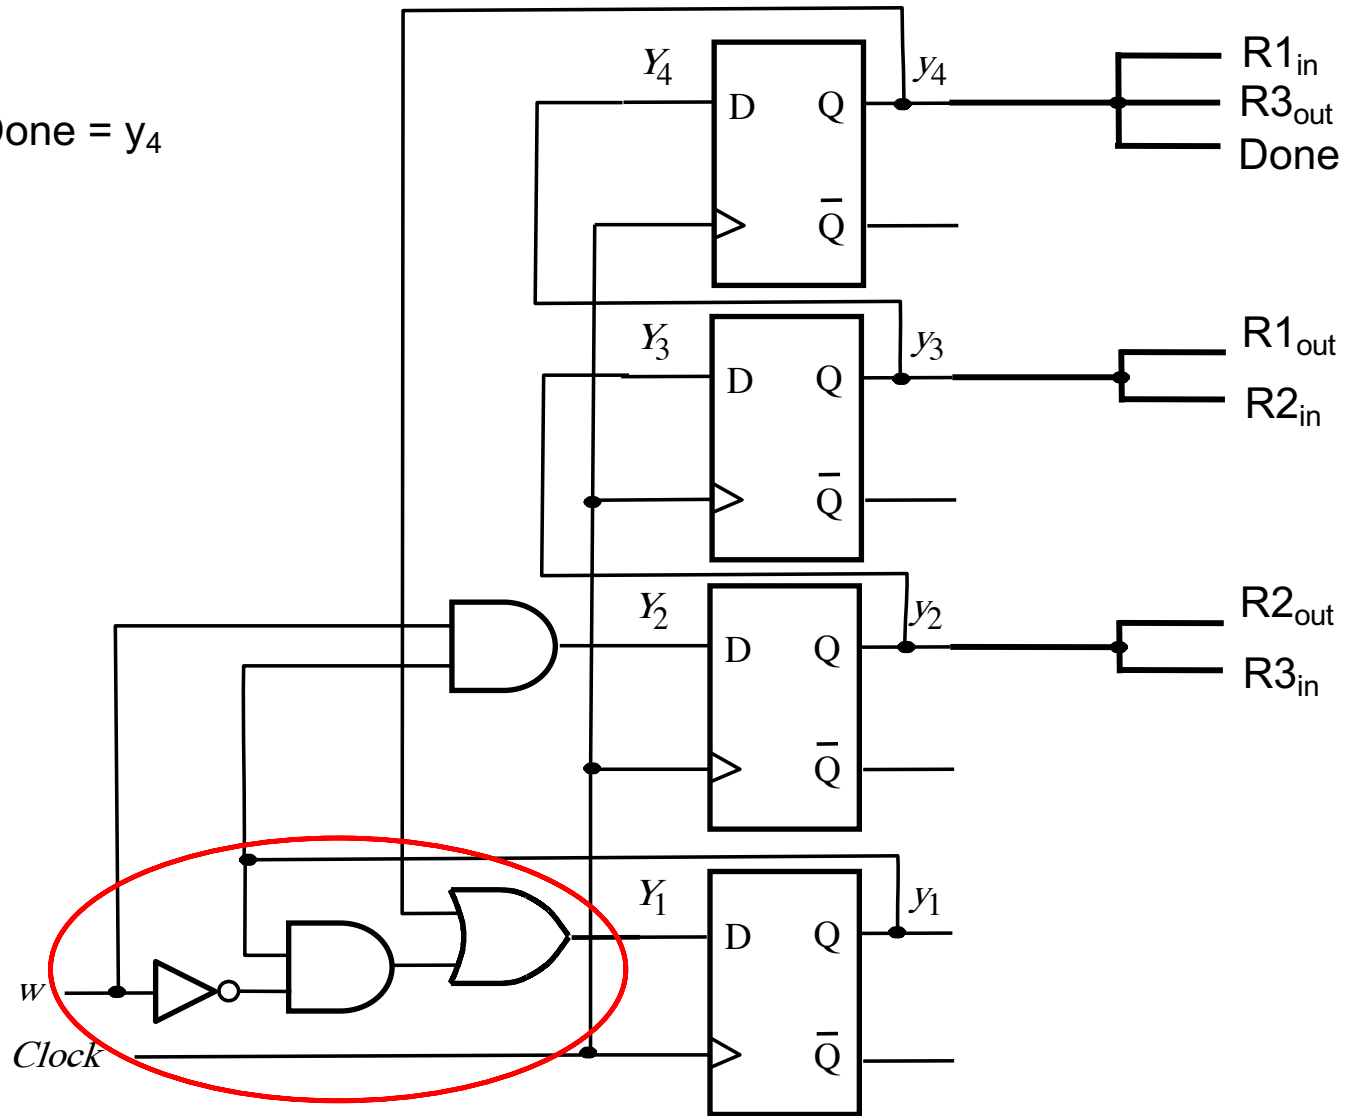 Y₄
y₄
R1in
D
Q
R3out
Done = y₄
Done
Q̅
Y₃
y₃
R1out
D
Q
R2in
Q̅
Y₂
y₂
R2out
D
Q
R3in
Q̅
Y₁
y₁
D
Q
w
Clock
Q̅